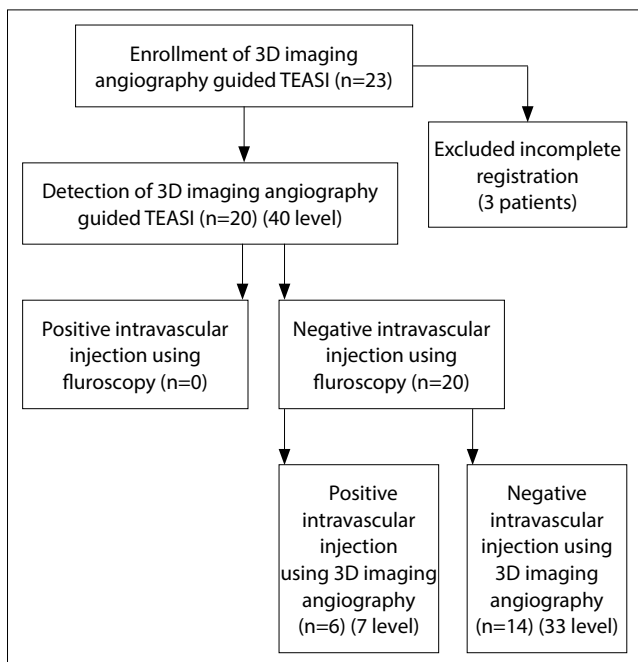 Enrollment of 3D imaging
angiography guided TEASI (n=23)
Excluded incomplete
registration
(3 patients)
Detection of 3D imaging angiography
guided TEASI (n=20) (40 level)
Positive intravascular
injection using
fluroscopy (n=0)
Negative intravascular
injection using
fluroscopy (n=20)
Positive
intravascular
injection
using 3D imaging
angiography
(n=6) (7 level)
Negative
intravascular
injection using
3D imaging
angiography
(n=14) (33 level)